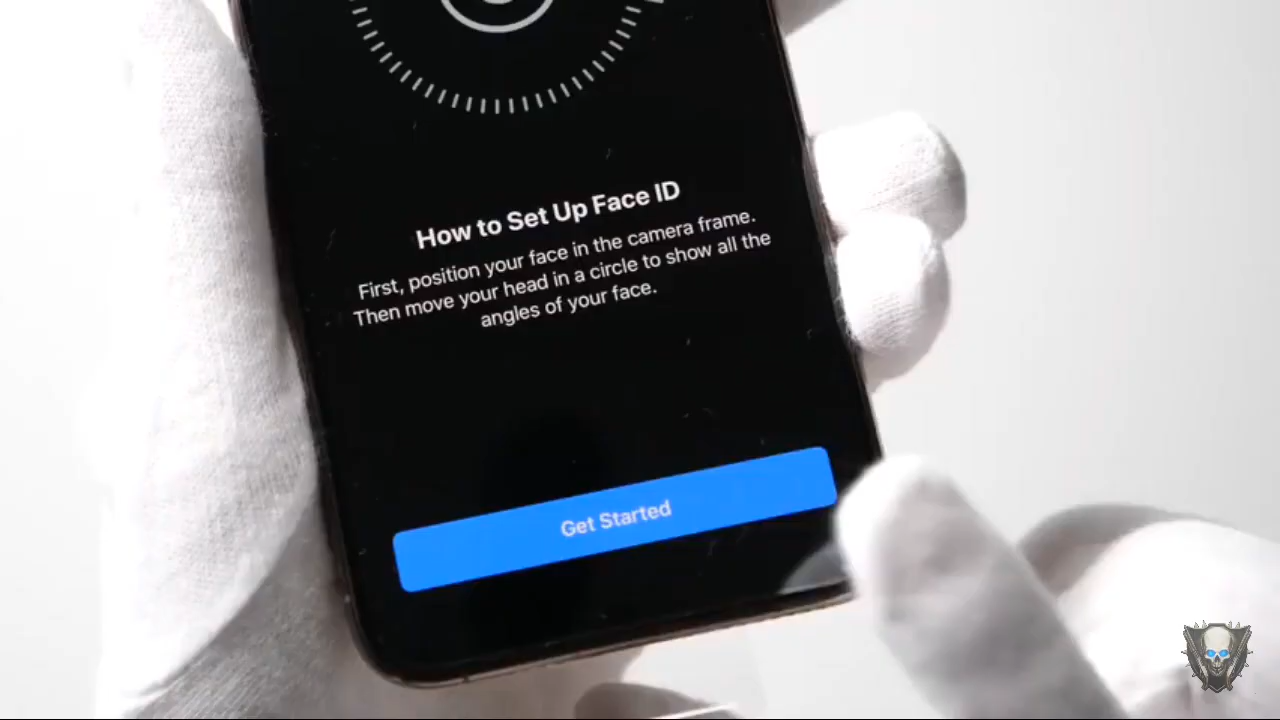 How to Set Up Face ID
First, position your face in the camera frame.
Then move your head in a circle to show all the
angles of your face.
Get Started